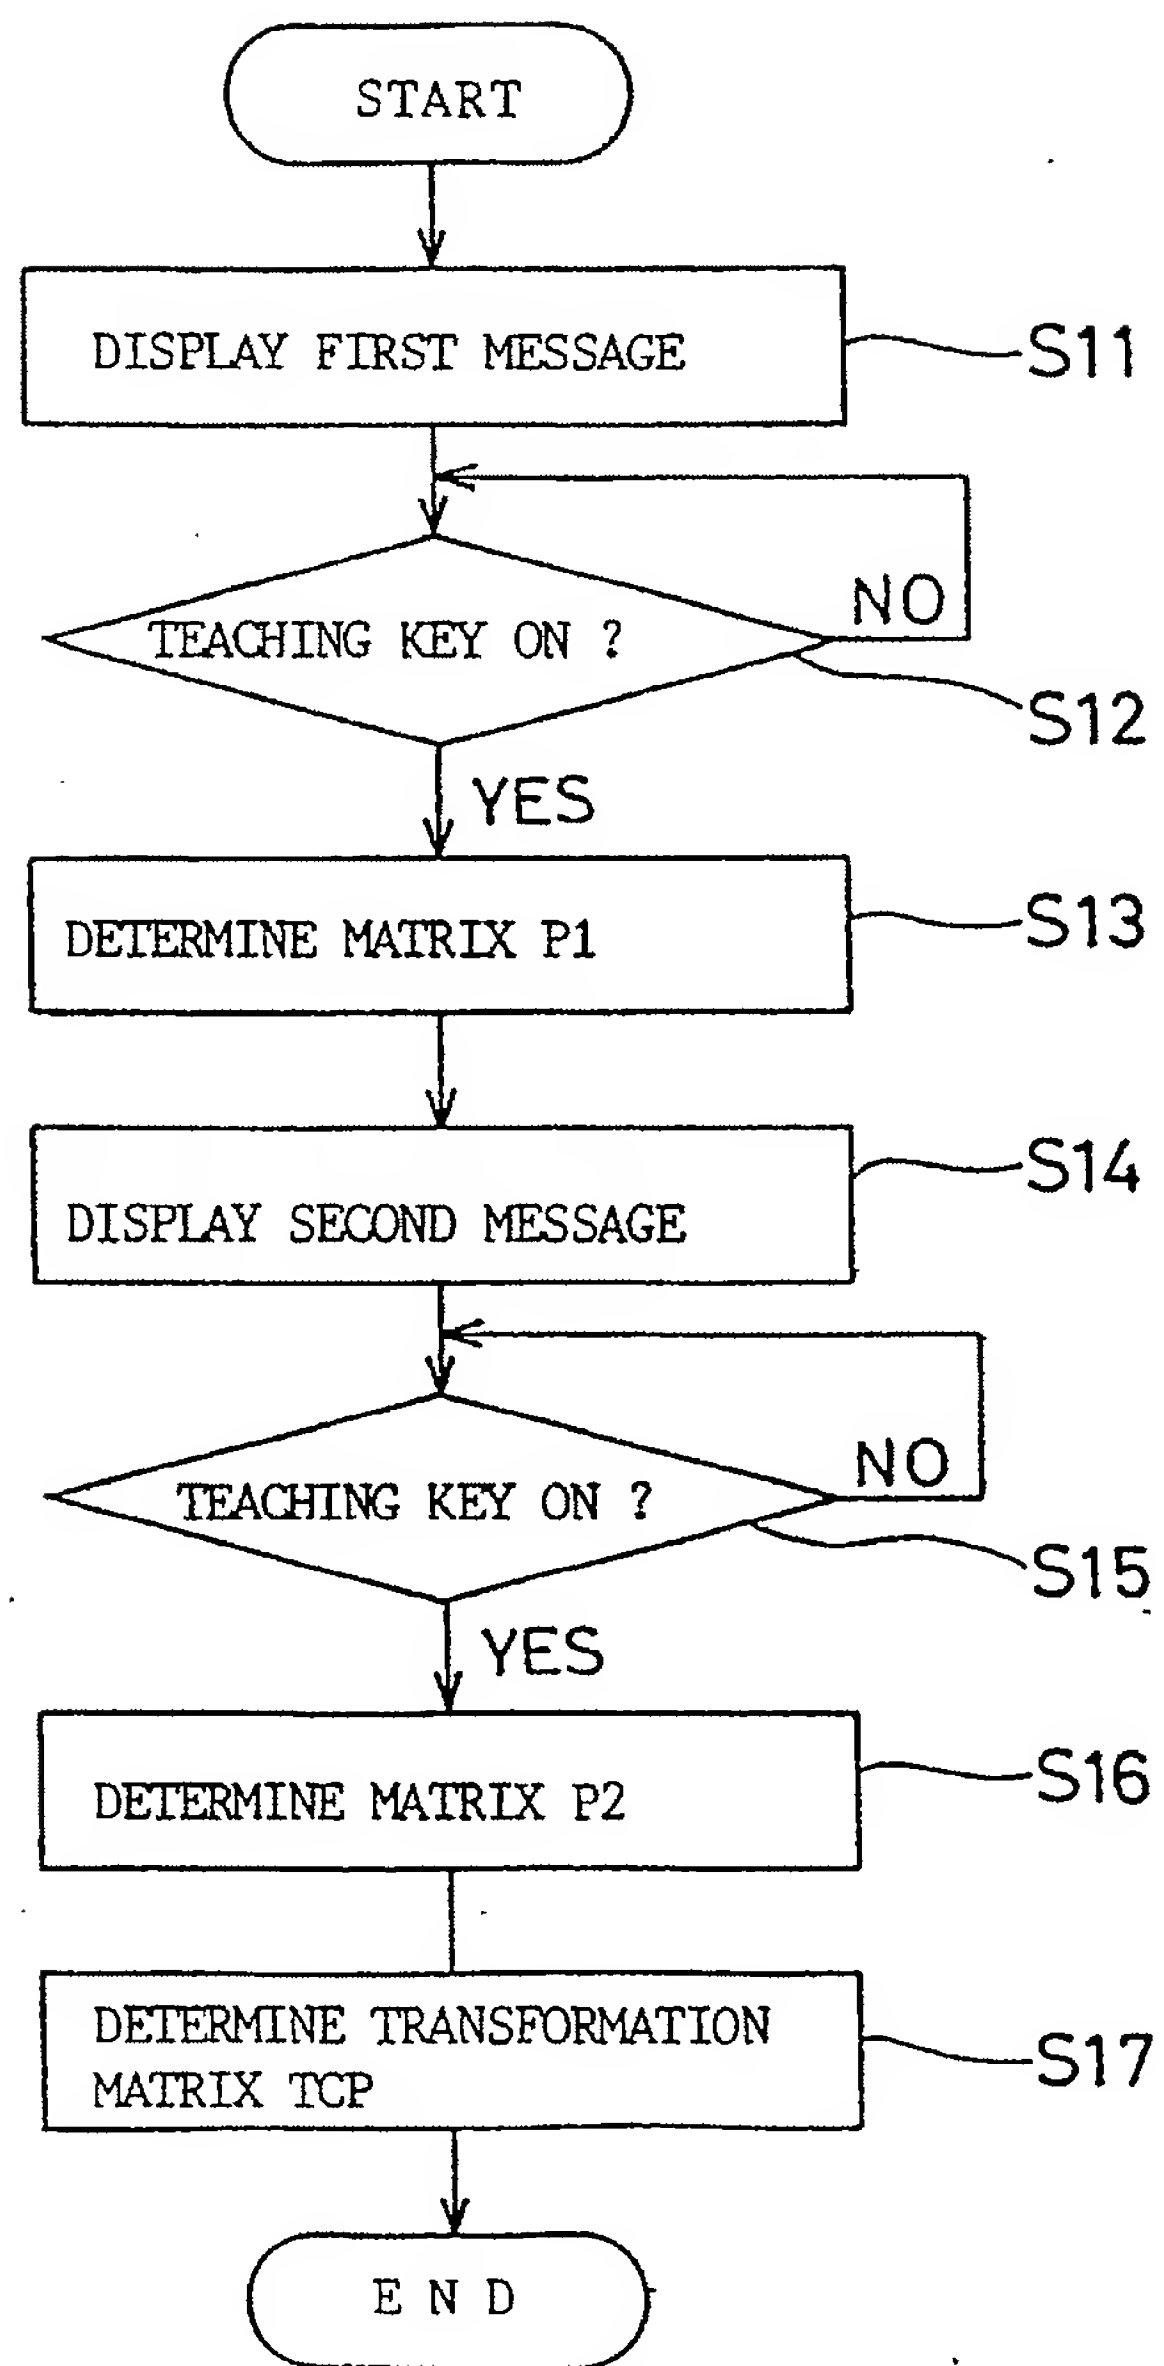 START
DISPLAY FIRST MESSAGE
S11
NO
TEACHING KEY ON ?
S12
YES
DETERMINE MATRIX P1
S13
DISPLAY SECOND MESSAGE
S14
NO
TEACHING KEY ON ?
S15
YES
DETERMINE MATRIX P2
S16
DETERMINE TRANSFORMATION
MATRIX TCP
S17
E N D